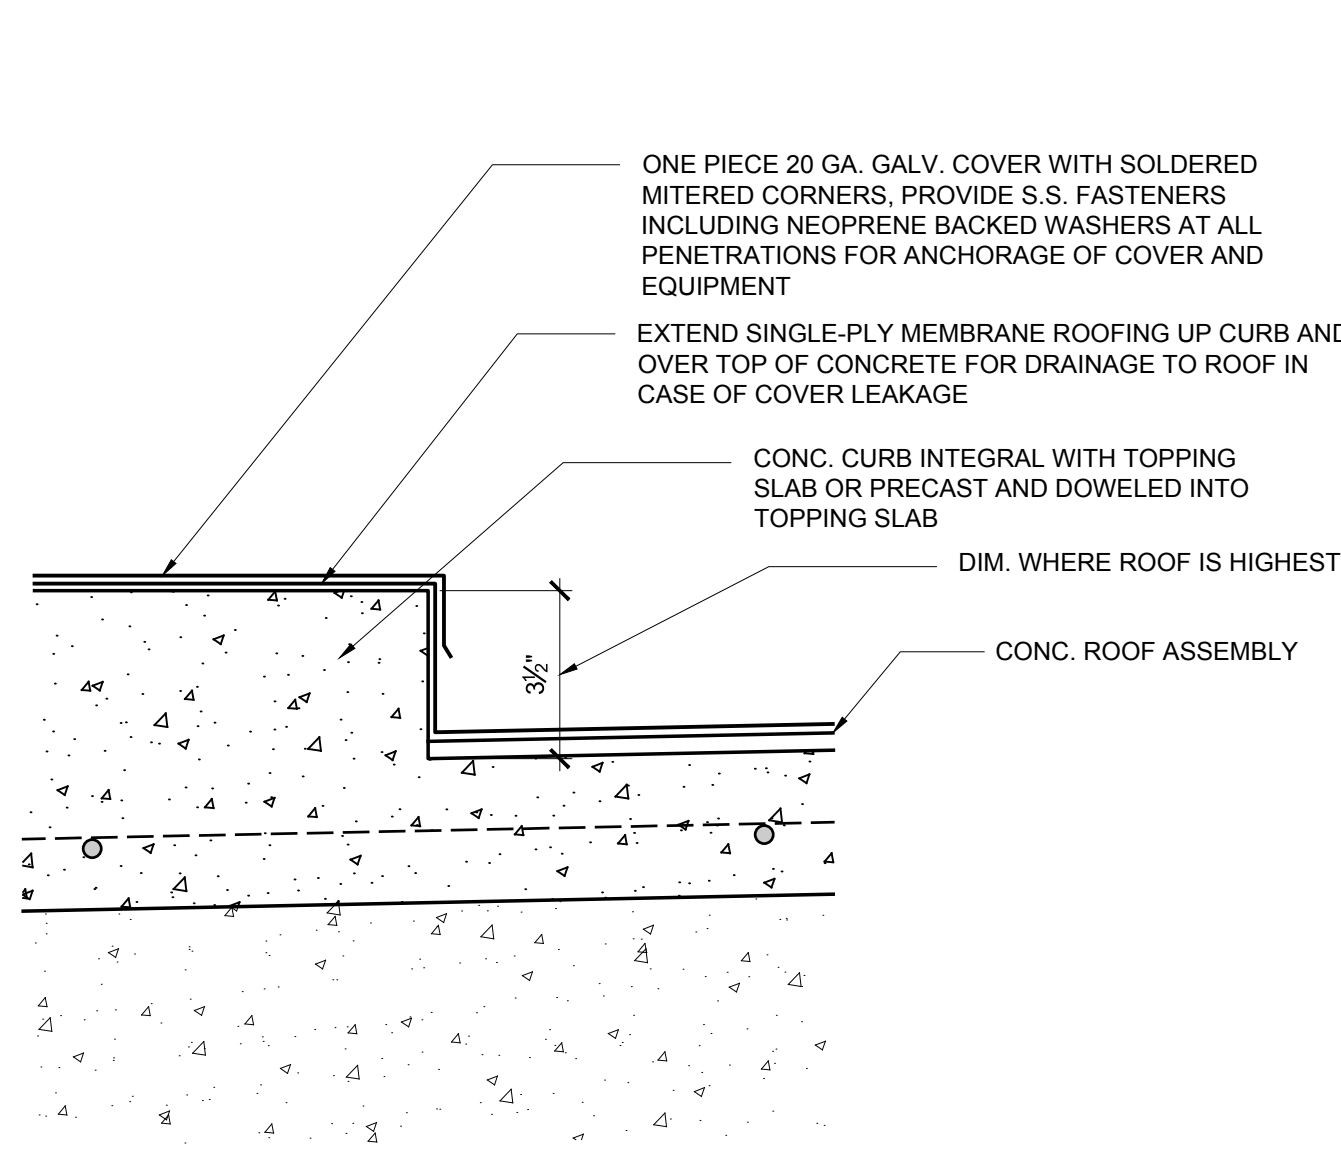 ONE PIECE 20 GA. GALV. COVER WITH SOLDERED
MITERED CORNERS, PROVIDE S.S. FASTENERS
INCLUDING NEOPRENE BACKED WASHERS AT ALL
PENETRATIONS FOR ANCHORAGE OF COVER AND
EQUIPMENT
EXTEND SINGLE-PLY MEMBRANE ROOFING UP CURB AND
OVER TOP OF CONCRETE FOR DRAINAGE TO ROOF IN
CASE OF COVER LEAKAGE
CONC. CURB INTEGRAL WITH TOPPING
SLAB OR PRECAST AND DOWELED INTO
TOPPING SLAB
DIM. WHERE ROOF IS HIGHEST
CONC. ROOF ASSEMBLY
3½"